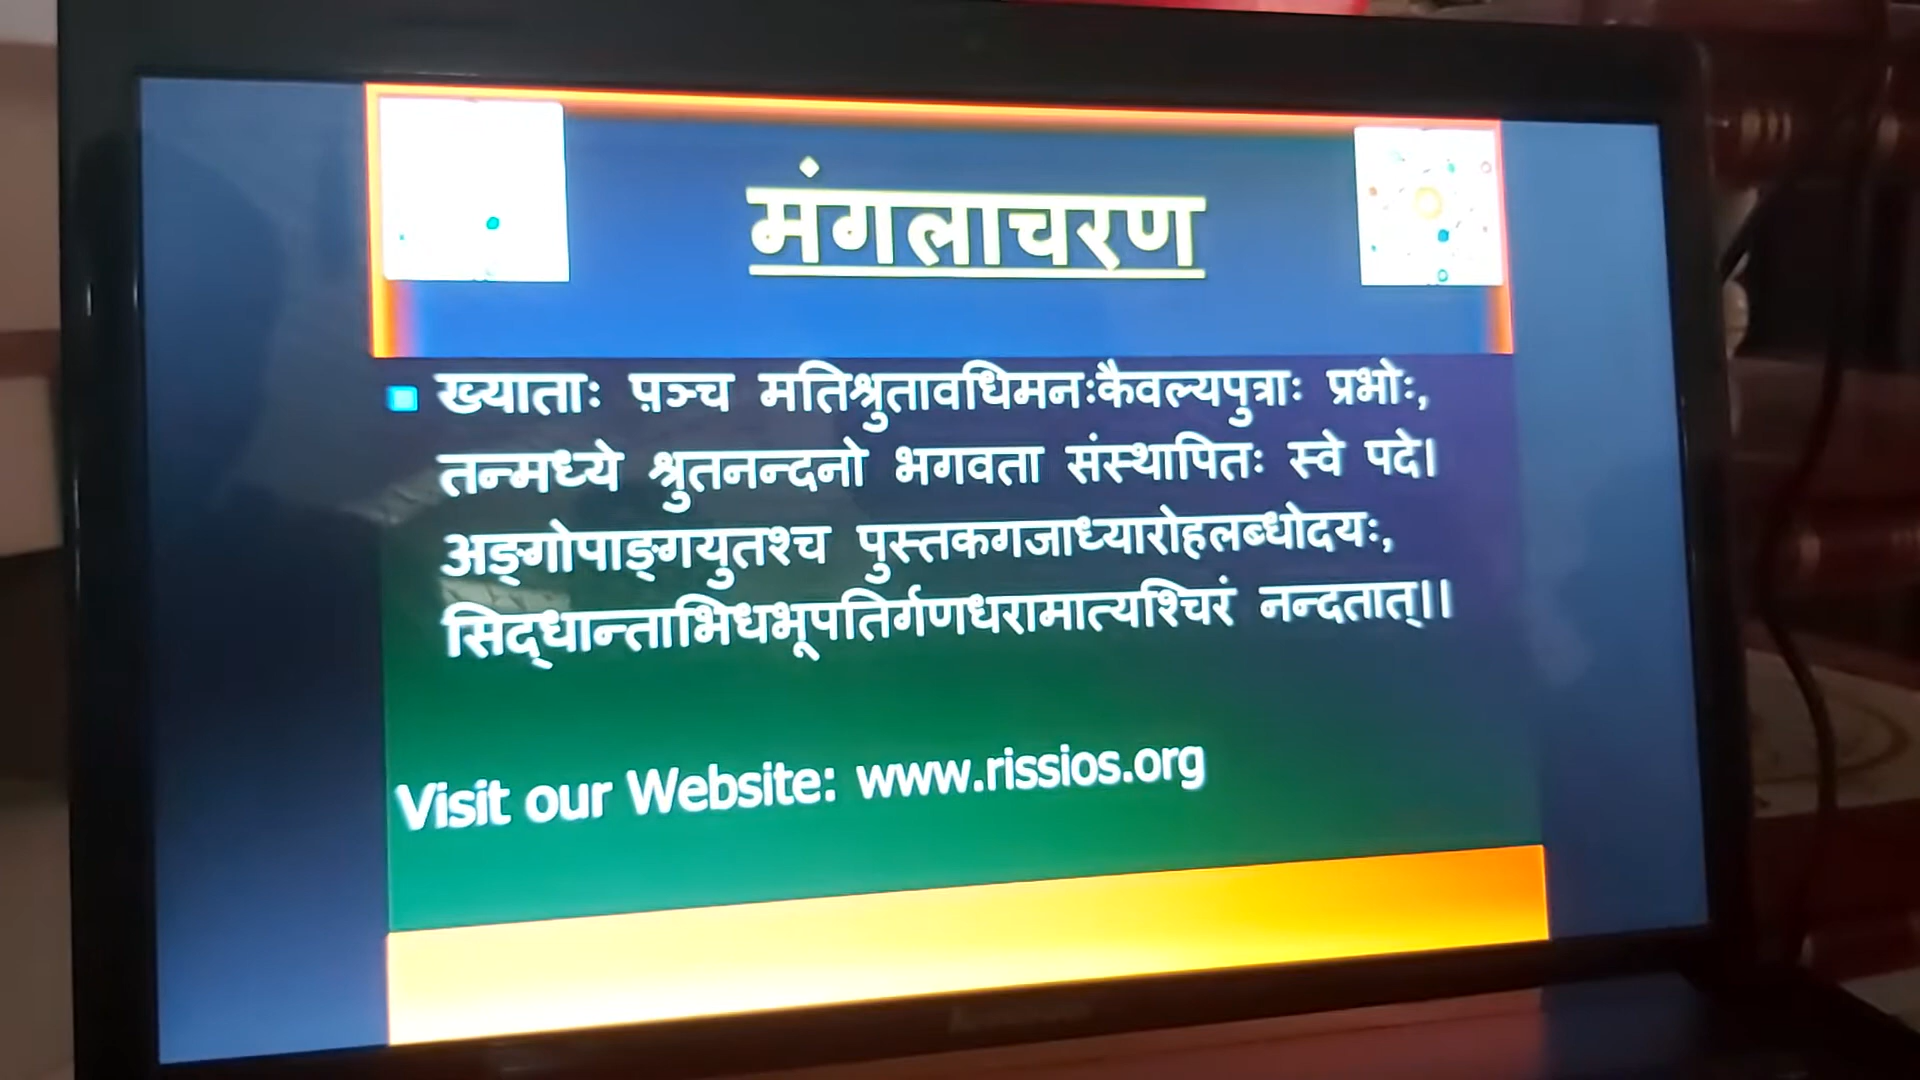 मंगलाचरण
ख्याताः प़ञ्च मतिश्रुतावधिमनःकैवल्यपुत्राः प्रभोः,
तन्मध्ये श्रुतनन्दनो भगवता संस्थापितः स्वे पदे।
अङ्गोपाङ्गयुतश्च पुस्तकगजाध्यारोहलब्धोदयः,
सिद्धान्ताभिधभूपतिर्गणधरामात्यश्चिरं नन्दतात्।।
Visit our Website: www.rissios.org